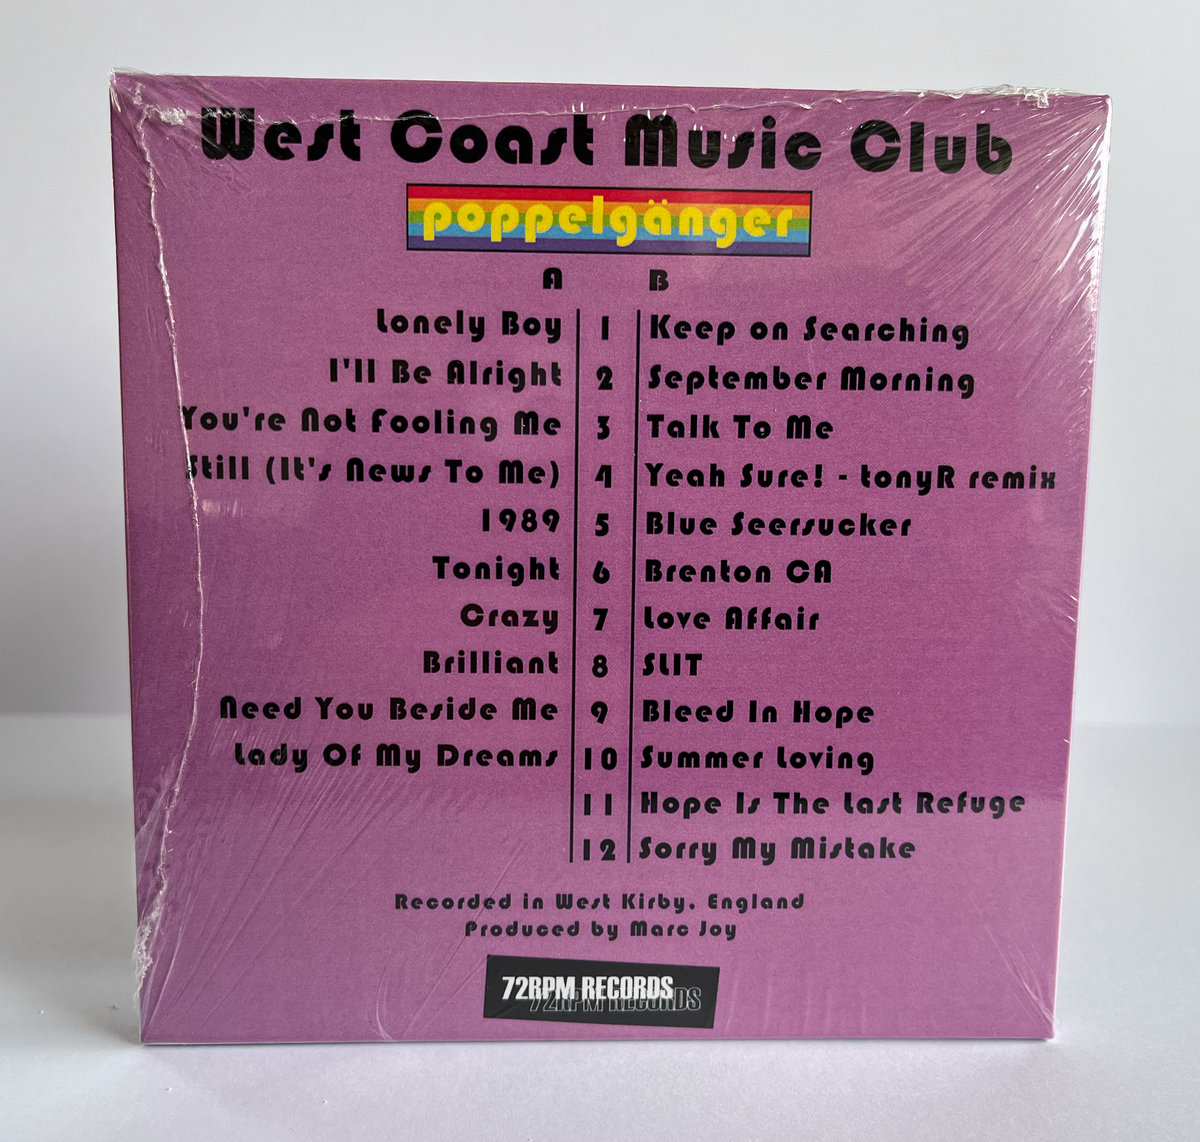 West Coast Music Club
poppelgänger
A B
Lonely Boy 1 Keep on Searching
I'll Be Alright 2 September Morning
You're Not Fooling Me 3 Talk To Me
Still (It's News To Me) 4 Yeah Sure! - tonyR remix
1989 5 Blue Seersucker
Tonight 6 Brenton CA
Crazy 7 Love Affair
Brilliant 8 SLIT
Need You Beside Me 9 Bleed In Hope
Lady Of My Dreams 10 Summer Loving
11 Hope Is The Last Refuge
12 Sorry My Mistake
Recorded in West Kirby, England
Produced by Marc Joy
72RPM RECORDS
72RPM RECORDS